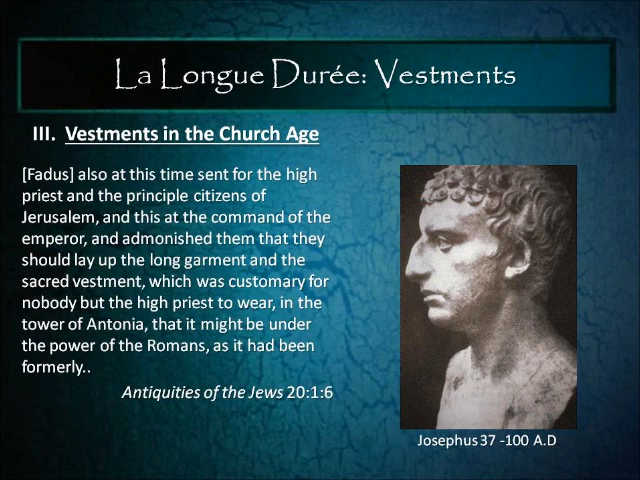 La Longue Durée: Vestments
III. Vestments in the Church Age
[Fadus] also at this time sent for the high
priest and the principle citizens of
Jerusalem, and this at the command of the
emperor, and admonished them that they
should lay up the long garment and the
sacred vestment, which was customary for
nobody but the high priest to wear, in the
tower of Antonia, that it might be under
the power of the Romans, as it had been
formerly..
Antiquities of the Jews 20:1:6
Josephus 37 -100 A.D